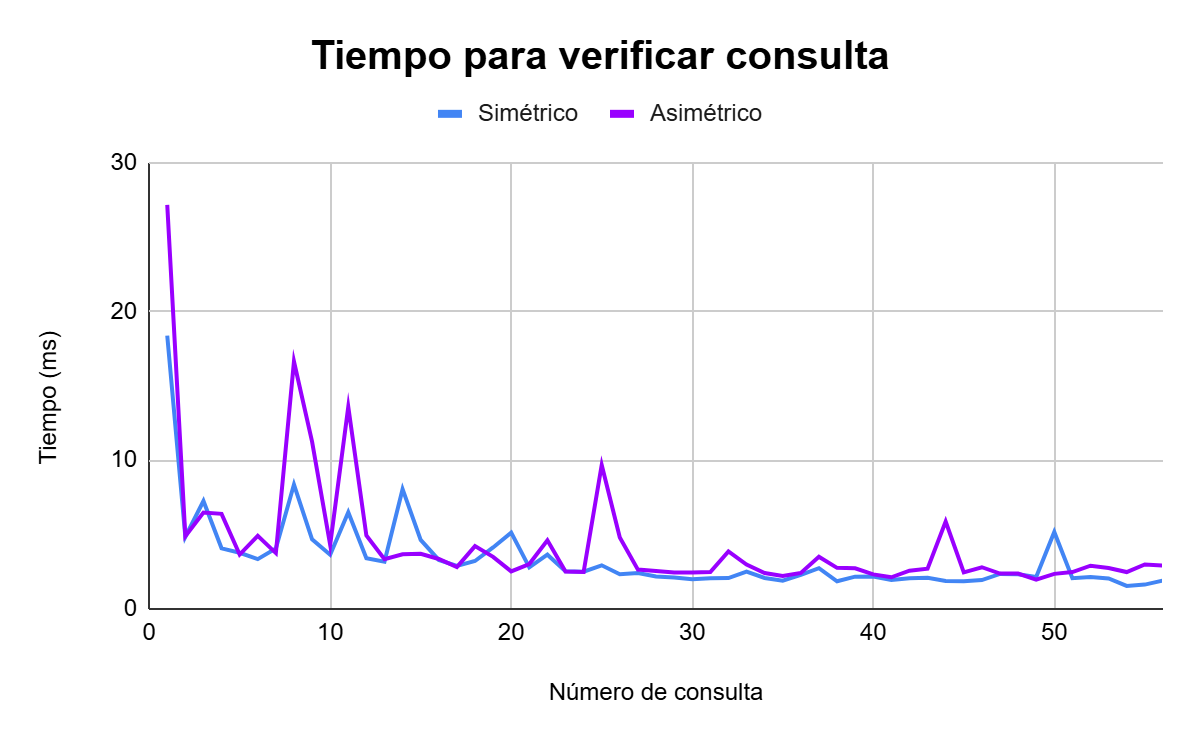 Tiempo para verificar consulta
Simétrico Asimétrico
30
20
10
0
Tiempo (ms)
0 10 20 30 40 50
Número de consulta